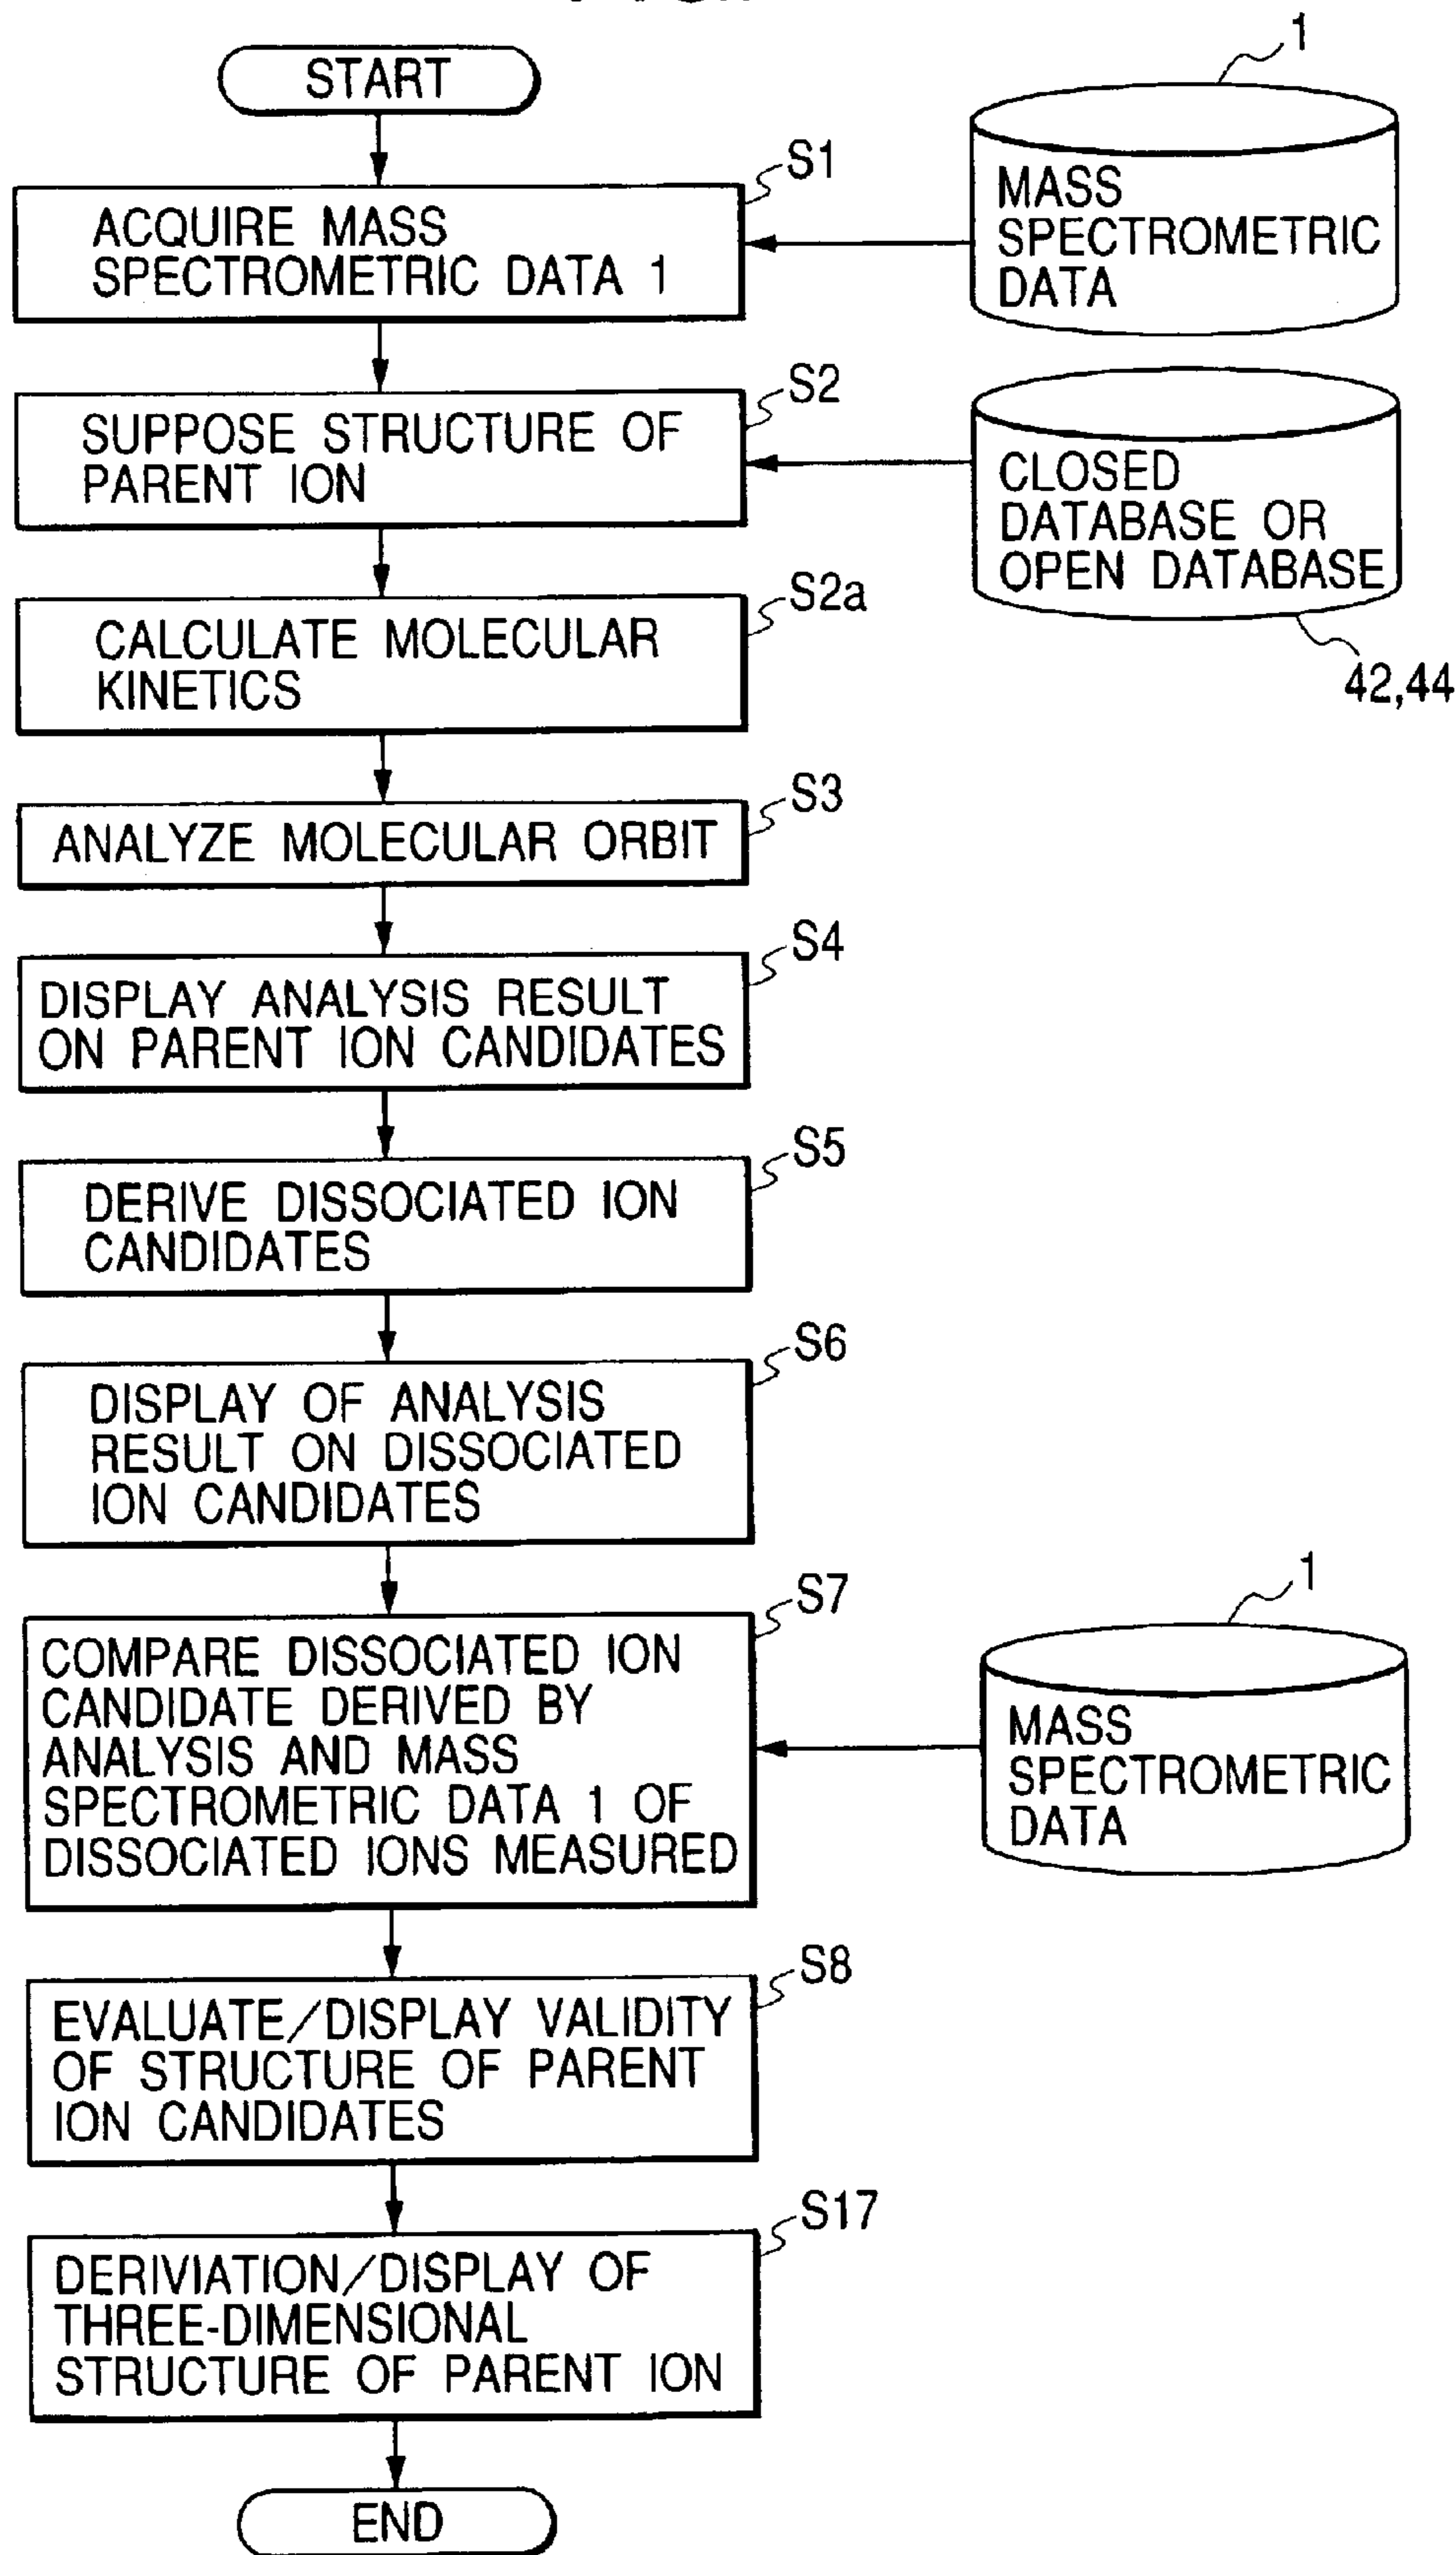 START
1
S1
ACQUIRE MASS
SPECTROMETRIC DATA 1
MASS
SPECTROMETRIC
DATA
S2
SUPPOSE STRUCTURE OF
PARENT ION
CLOSED
DATABASE OR
OPEN DATABASE
42,44
S2a
CALCULATE MOLECULAR
KINETICS
S3
ANALYZE MOLECULAR ORBIT
S4
DISPLAY ANALYSIS RESULT
ON PARENT ION CANDIDATES
S5
DERIVE DISSOCIATED ION
CANDIDATES
S6
DISPLAY OF ANALYSIS
RESULT ON DISSOCIATED
ION CANDIDATES
S7
COMPARE DISSOCIATED ION
CANDIDATE DERIVED BY
ANALYSIS AND MASS
SPECTROMETRIC DATA 1 OF
DISSOCIATED IONS MEASURED
1
MASS
SPECTROMETRIC
DATA
S8
EVALUATE/DISPLAY VALIDITY
OF STRUCTURE OF PARENT
ION CANDIDATES
S17
DERIVIATION/DISPLAY OF
THREE-DIMENSIONAL
STRUCTURE OF PARENT ION
END